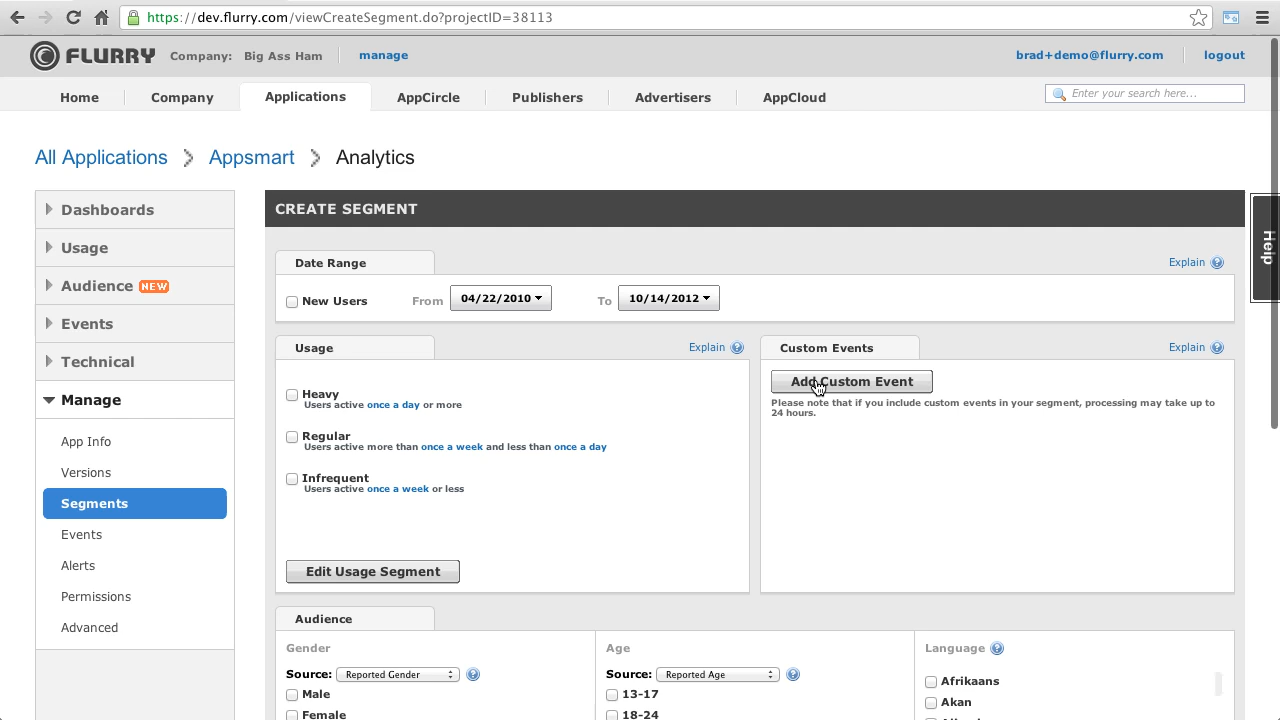 https://dev.flurry.com/viewCreateSegment.do?projectID=38113
FLURRY Company: Big Ass Ham manage brad+demo@flurry.com logout
Home Company Applications AppCircle Publishers Advertisers AppCloud Enter your search here...
All Applications Appsmart Analytics
Dashboards
Usage
Audience NEW
Events
Technical
Manage
App Info
Versions
Segments
Events
Alerts
Permissions
Advanced
CREATE SEGMENT
Date Range Explain ?
New Users From 04/22/2010 To 10/14/2012
Usage Explain ?
Heavy
Users active once a day or more
Regular
Users active more than once a week and less than once a day
Infrequent
Users active once a week or less
Edit Usage Segment
Custom Events Explain ?
Add Custom Event
Please note that if you include custom events in your segment, processing may take up to
24 hours.
Audience
Gender
Source: Reported Gender ?
Male
Female
Age
Source: Reported Age ?
13-17
18-24
Language ?
Afrikaans
Akan
Help